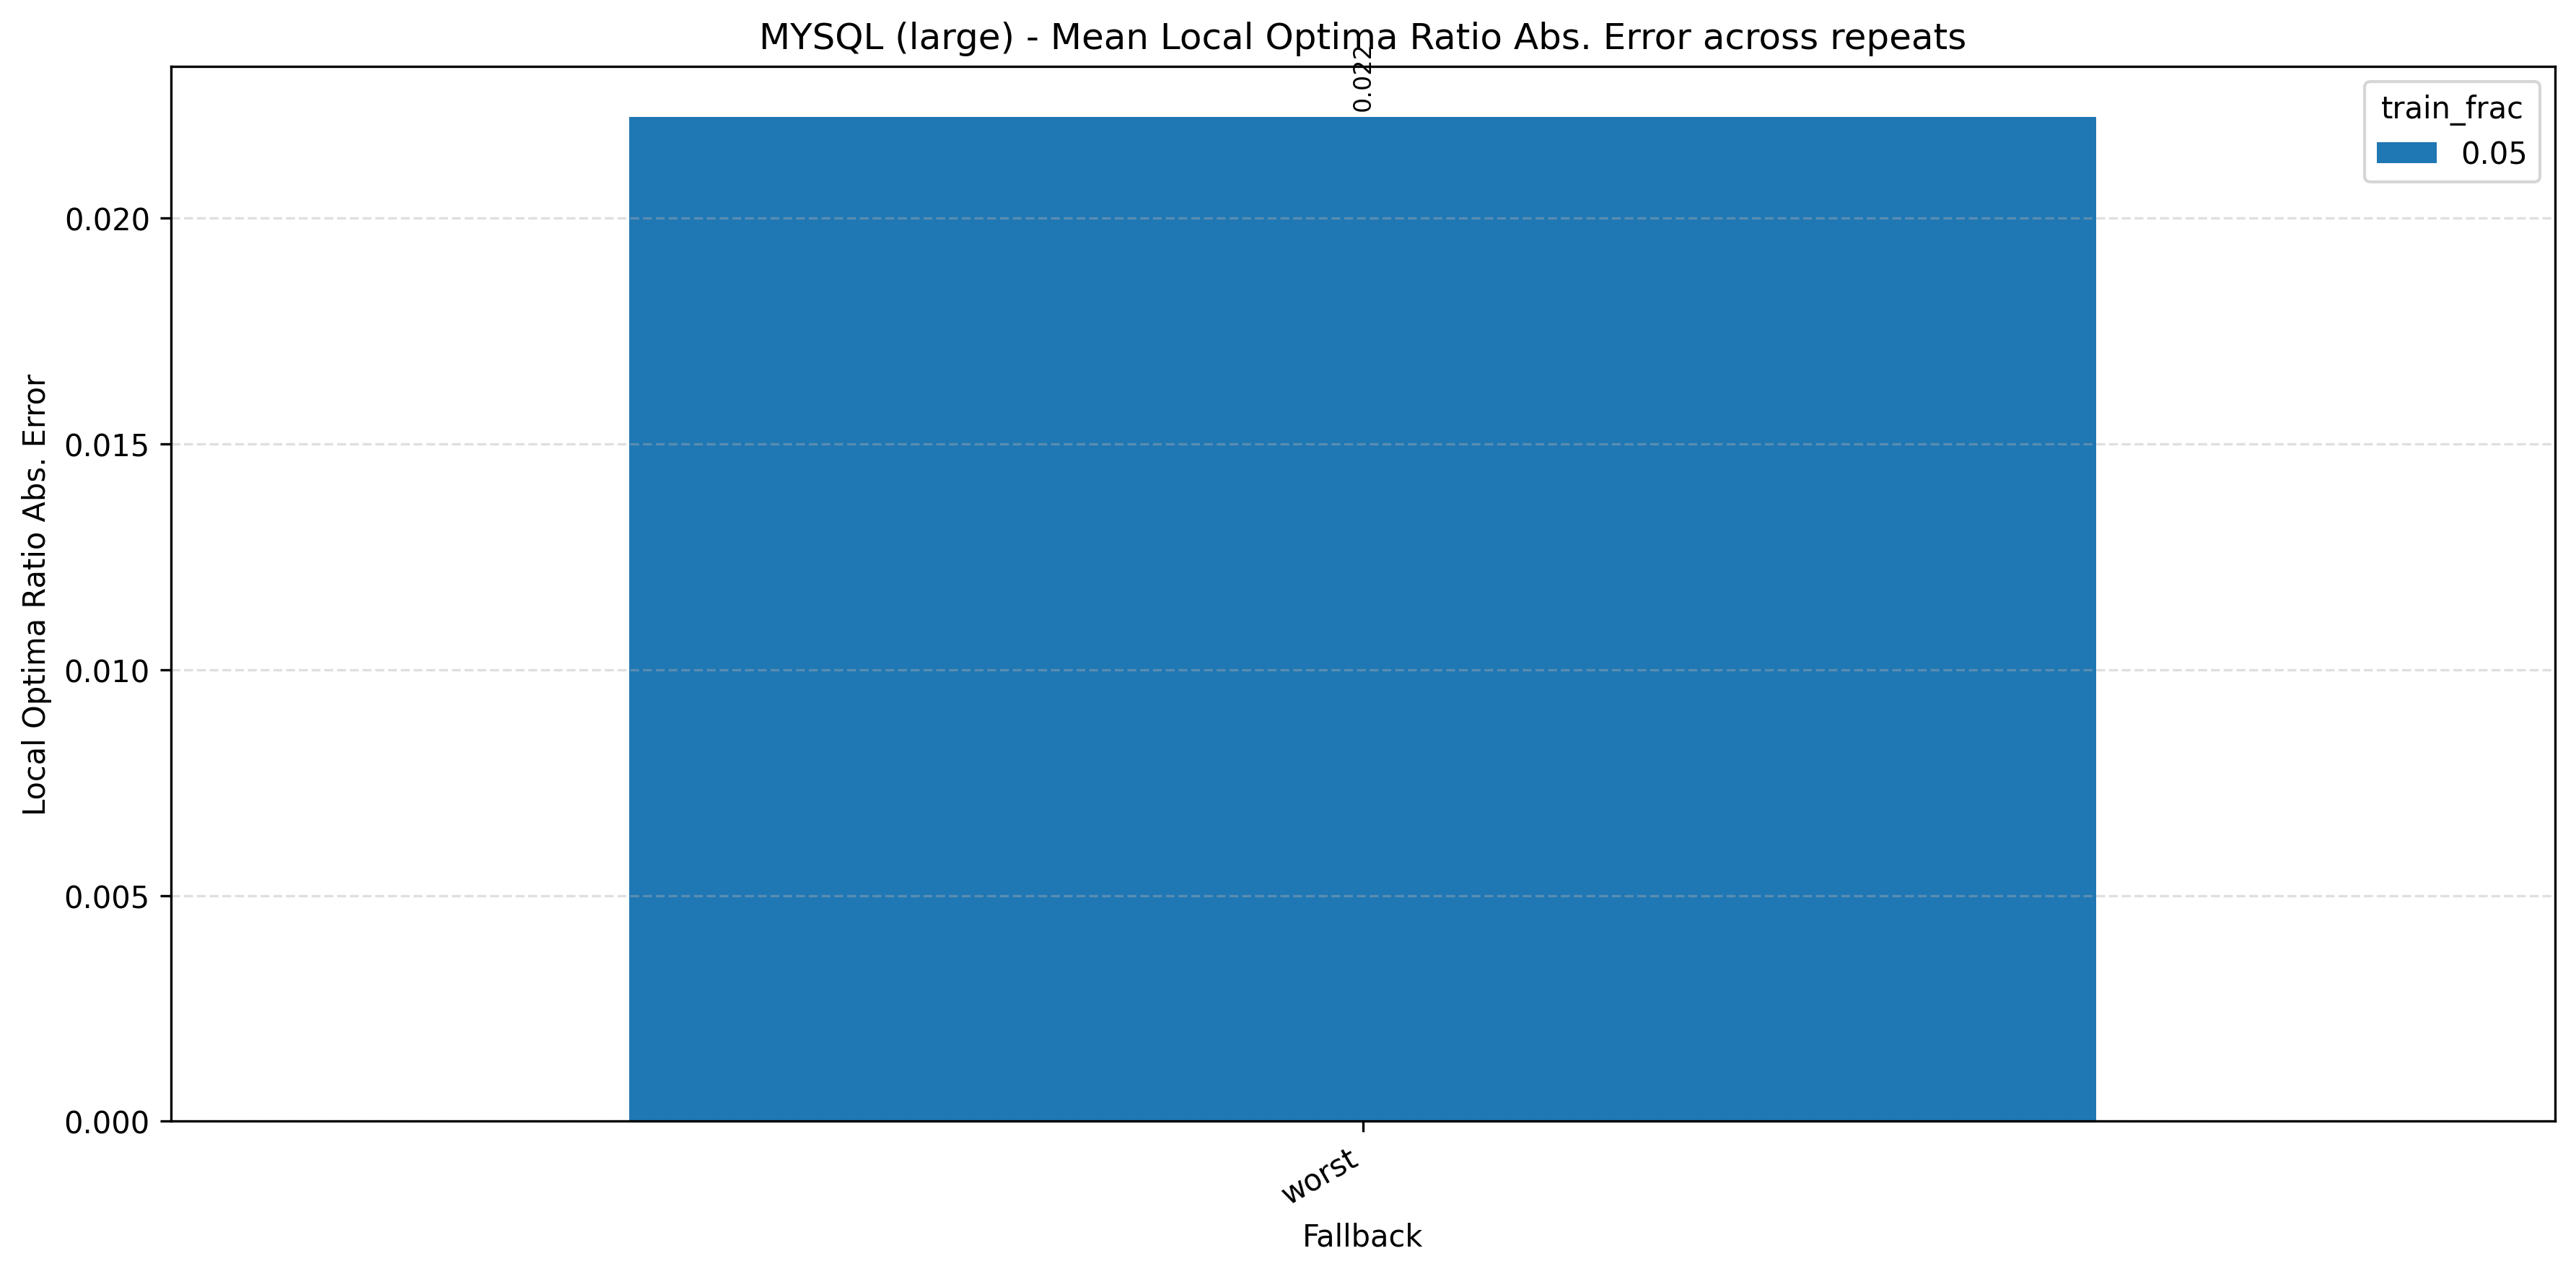 MYSQL (large) - Mean Local Optima Ratio Abs. Error across repeats
0.0222
train_frac
0.05
Local Optima Ratio Abs. Error
0.020
0.015
0.010
0.005
0.000
worst
Fallback